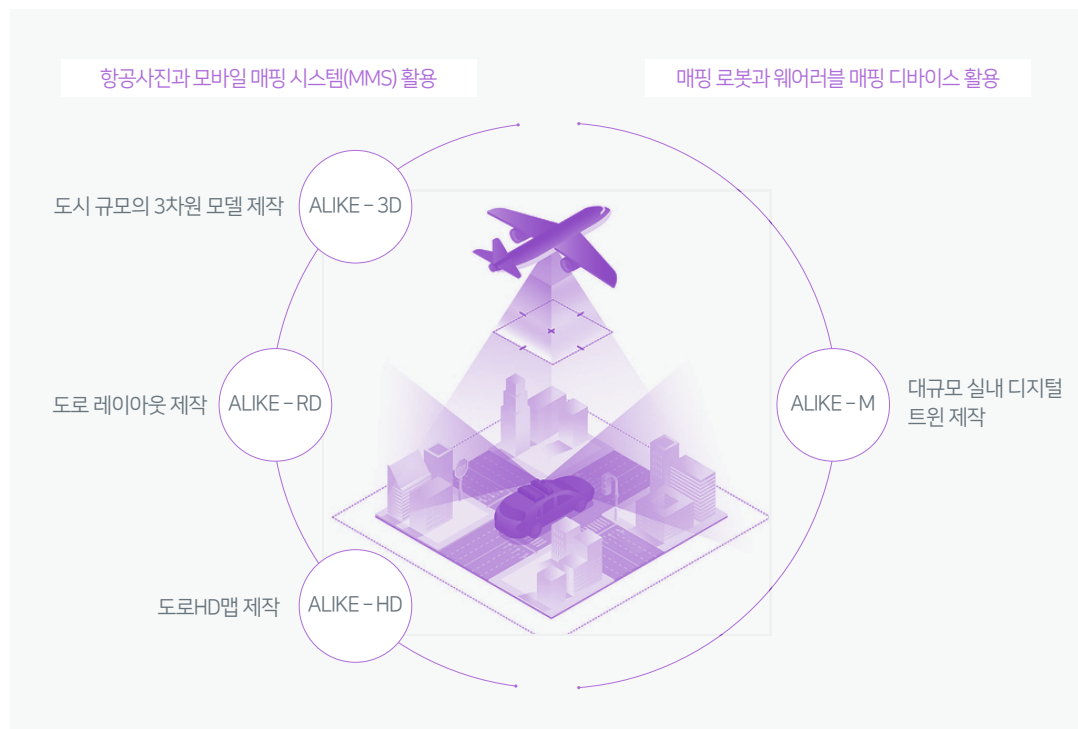 항공사진과 모바일 매핑 시스템(MMS) 활용
매핑 로봇과 웨어러블 매핑 디바이스 활용
도시 규모의 3차원 모델 제작
ALIKE – 3D
도로 레이아웃 제작
ALIKE – RD
ALIKE – M
대규모 실내 디지털
트윈 제작
도로HD맵 제작
ALIKE – HD